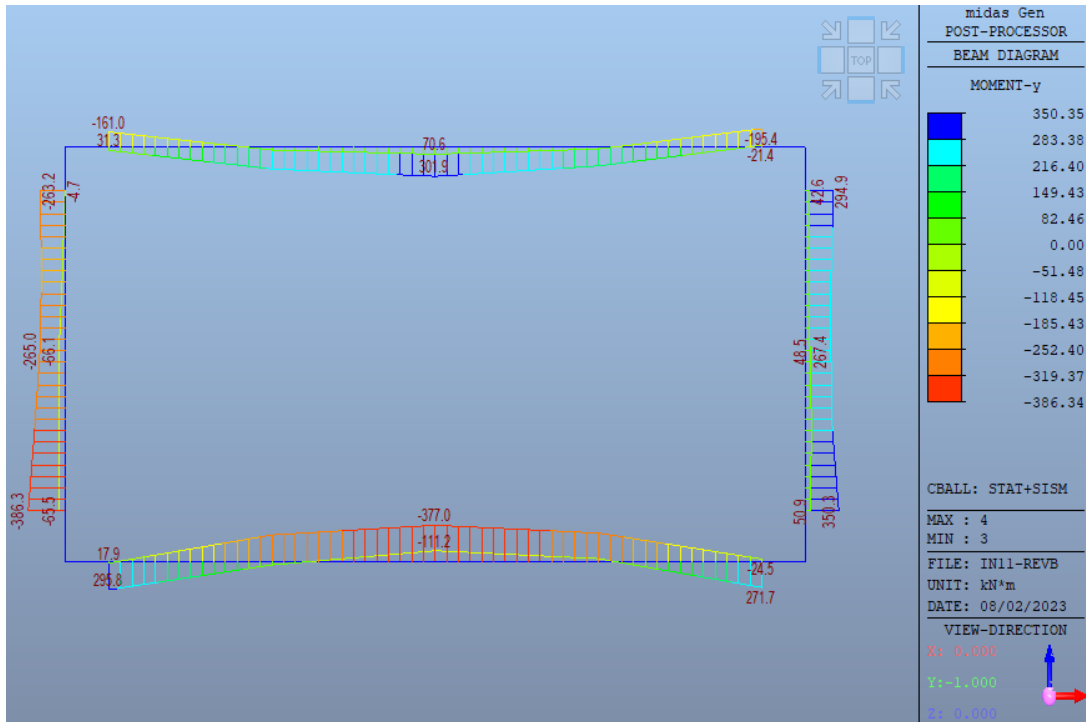 midas Gen
POST-PROCESSOR
BEAM DIAGRAM
MOMENT-y
350.35
283.38
216.40
149.43
82.46
0.00
-51.48
-118.45
-185.43
-252.40
-319.37
-386.34
CBALL: STAT+SISM
MAX : 4
MIN : 3
FILE: IN11-REVB
UNIT: kN*m
DATE: 08/02/2023
VIEW-DIRECTION
X: 0.000
Y:-1.000
Z: 0.000
TOP
-161.0
31.3
70.6
301.9
-195.4
-21.4
-263.2
-4.7
42.6
294.9
-265.0
-66.1
48.5
267.4
-386.3
-65.5
50.9
350.3
-377.0
-111.2
17.9
295.8
-24.5
271.7